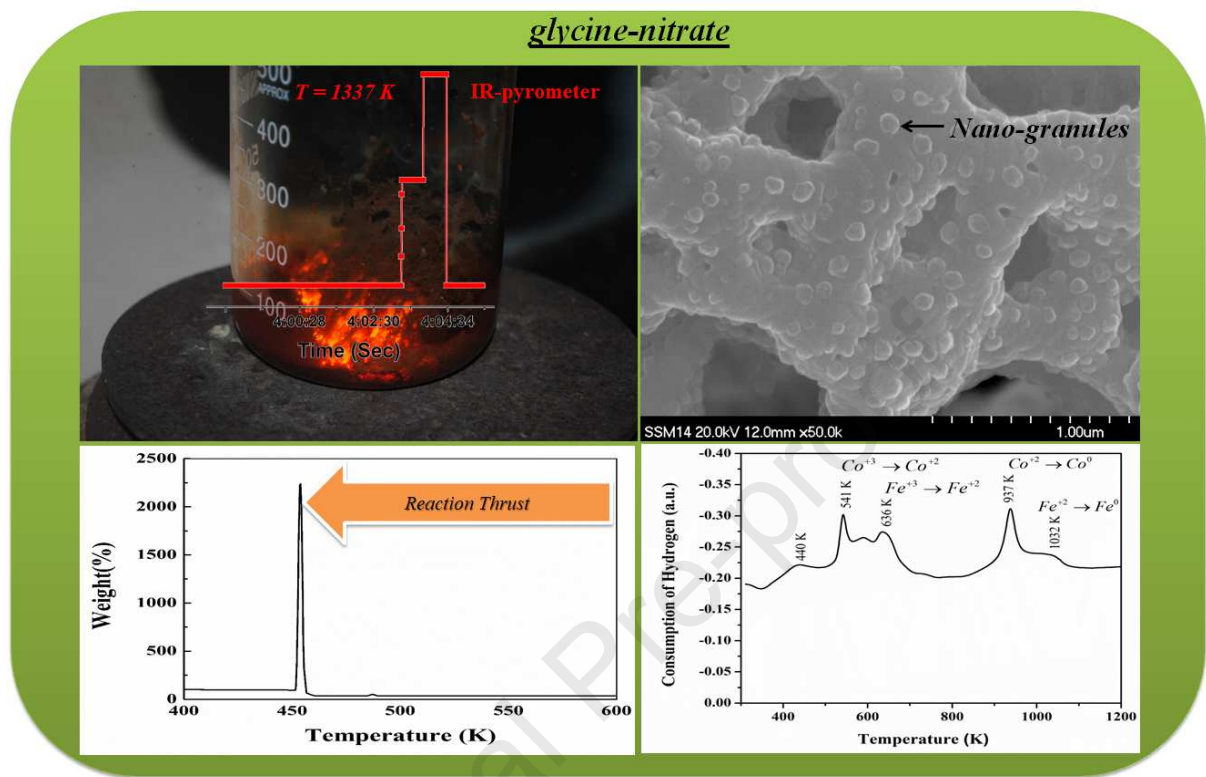 glycine-nitrate
500
APPROX
T = 1337 K
IR-pyrometer
400
300
200
100
4:00:28 4:02:30 4:04:34
Time (Sec)
Nano-granules
SSM14 20.0kV 12.0mm x50.0k 1.00um
2500
2000
1500
1000
500
0
Weight(%)
Reaction Thrust
400 450 500 550 600
Temperature (K)
-0.40
-0.35
-0.30
-0.25
-0.20
-0.15
-0.10
-0.05
0.00
Consumption of Hydrogen (a.u.)
Co+3 → Co+2
Fe+3 → Fe+2
Co+2 → Co0
Fe+2 → Fe0
440 K
541 K
636 K
937 K
1032 K
400 600 800 1000 1200
Temperature (K)
al Pre-pro